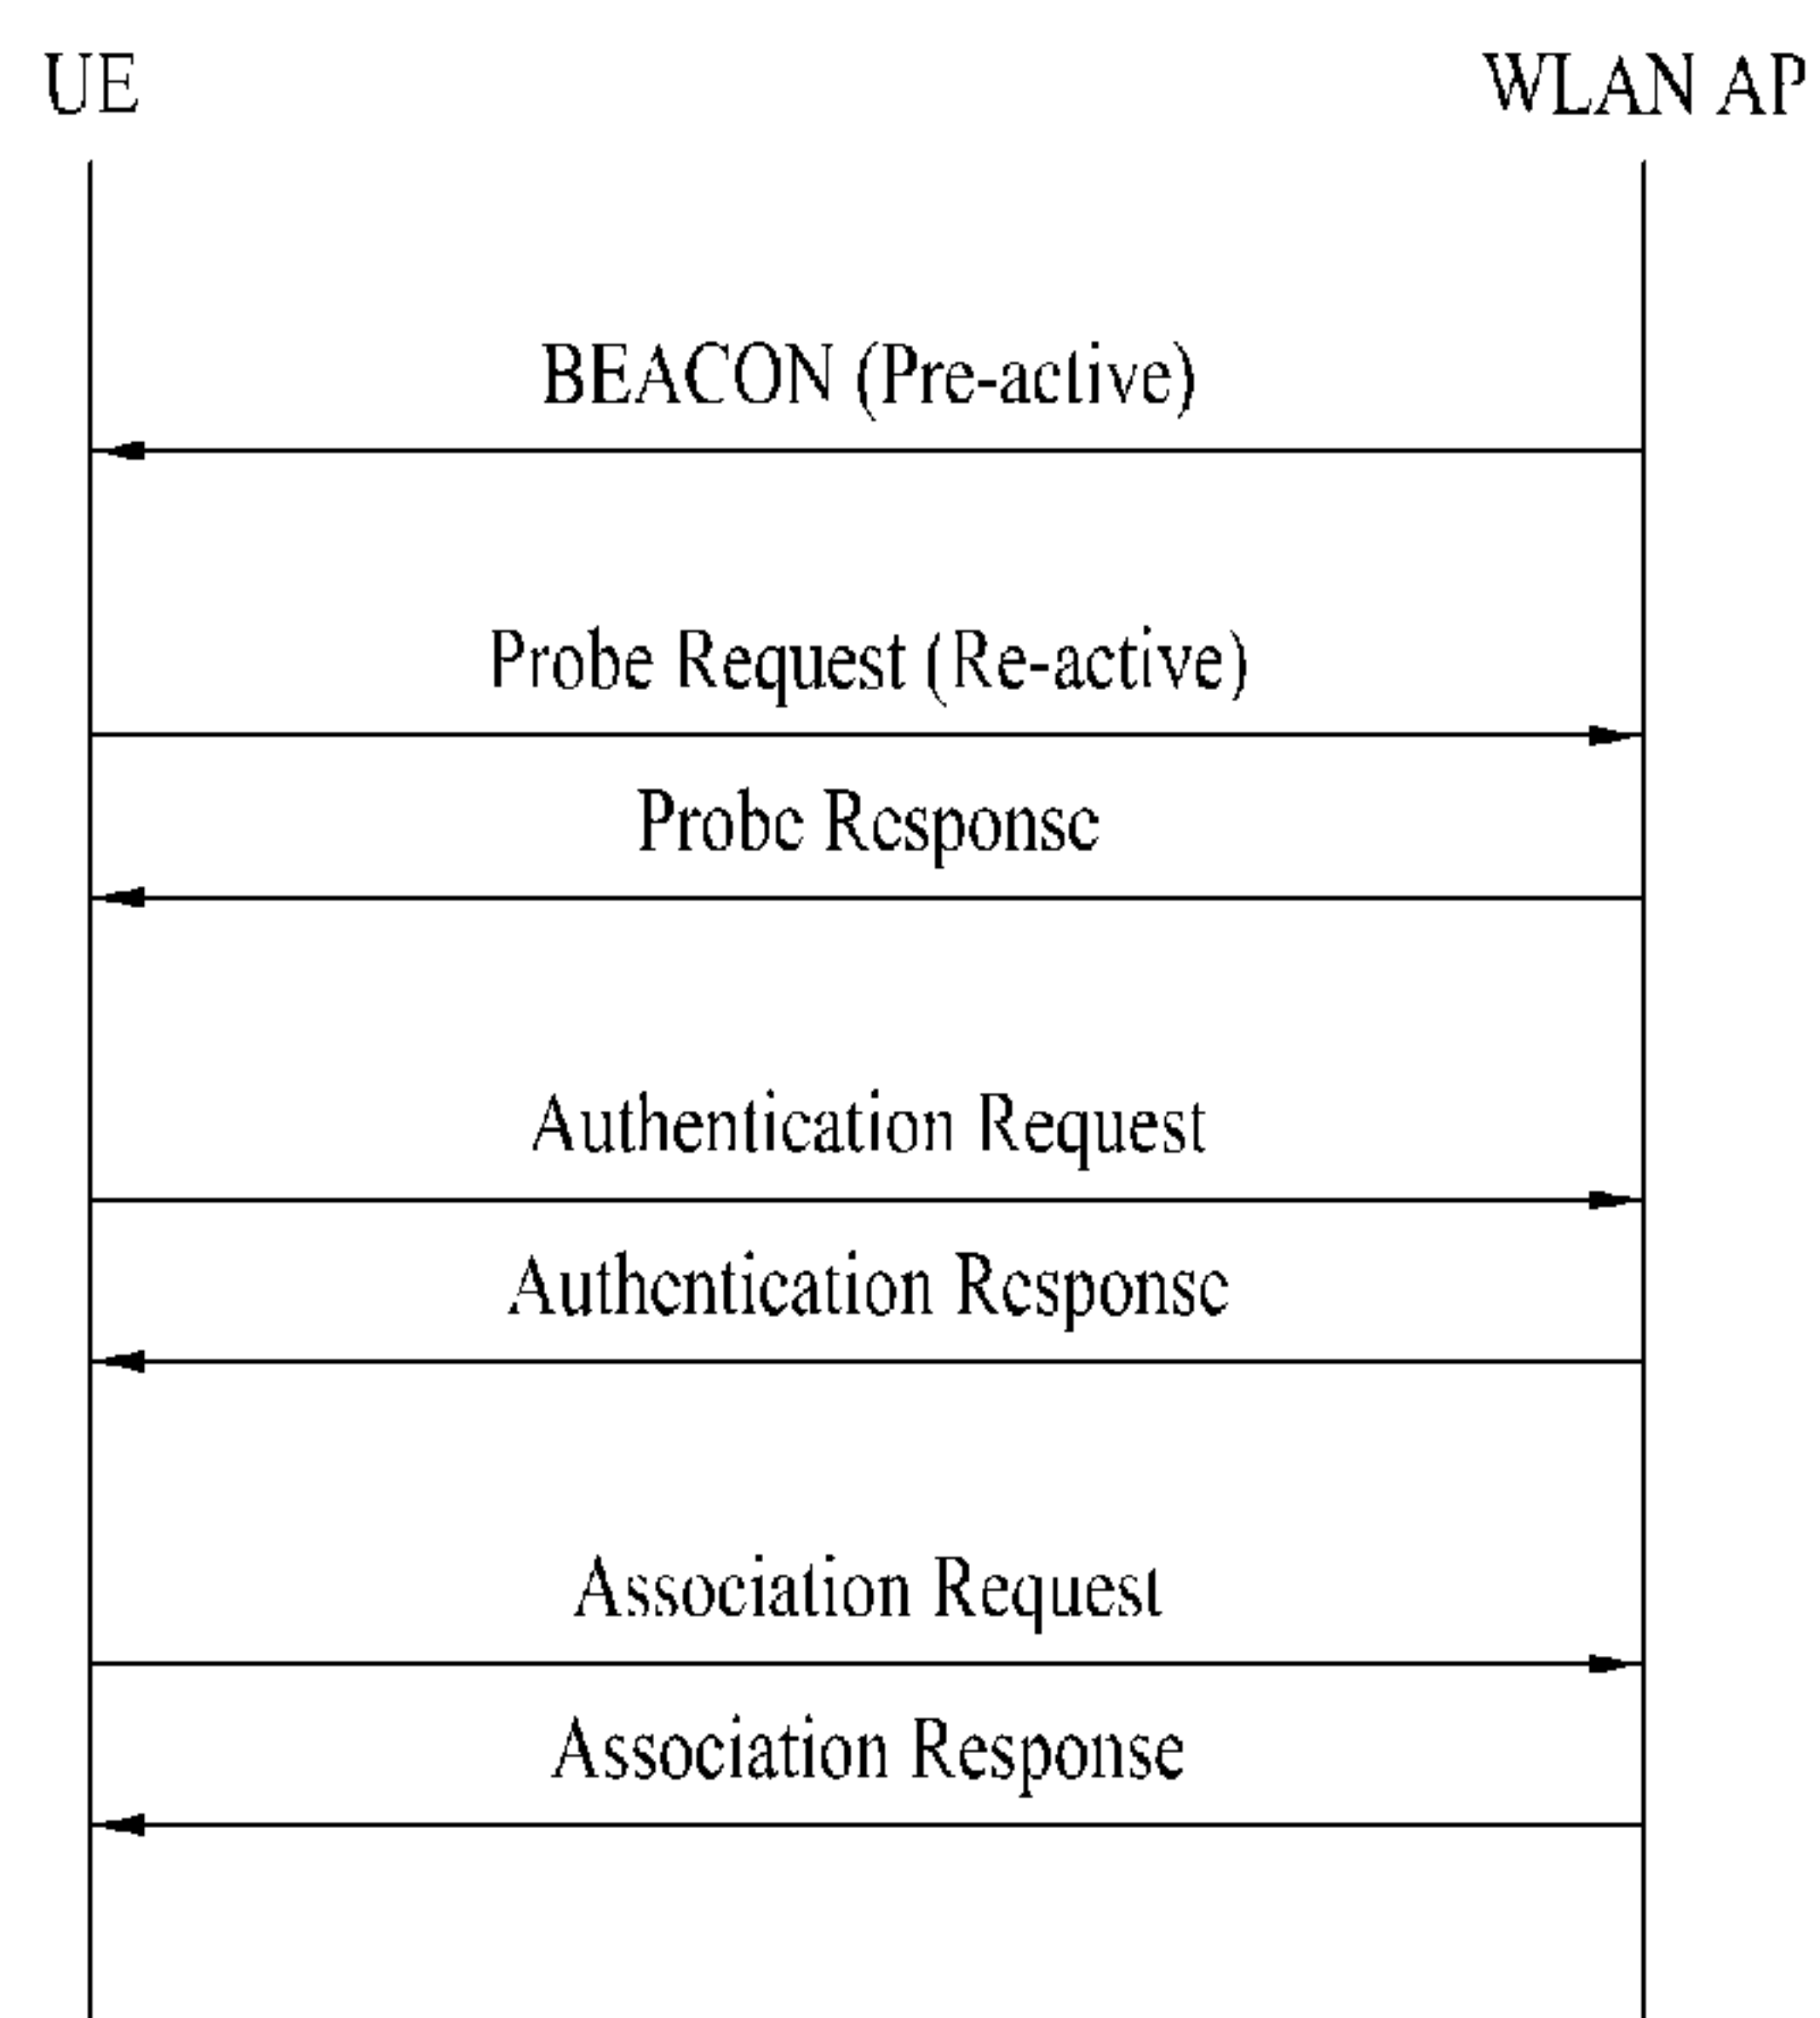 UE
WLAN AP
BEACON (Pre-active)
Probe Request (Re-active)
Probe Response
Authentication Request
Authentication Response
Association Request
Association Response